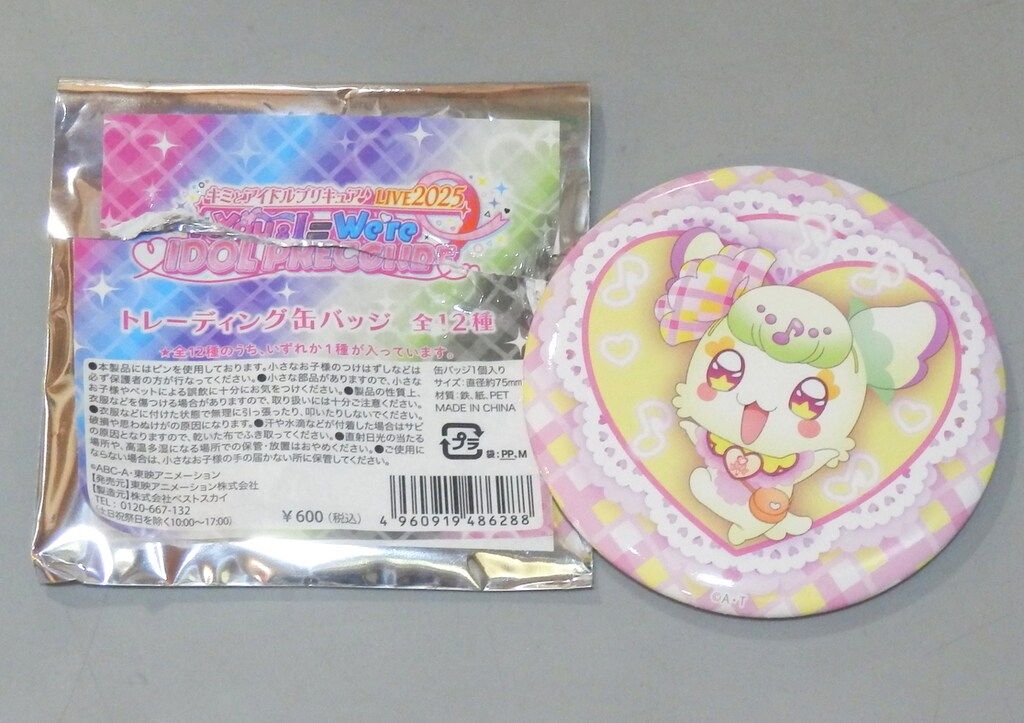 キミとアイドルプリキュア♪ LIVE2025
You&I=We're
IDOL PRECURE
トレーディング缶バッジ 全12種
★全12種のうち、いずれか1種が入っています。
●本製品にはピンを使用しております。小さなお子様のつけはずしなどは
必ず保護者の方が行なってください。●小さな部品がありますので、小さな
お子様やペットによる誤飲に十分にお気をつけください。●製品の性質上、
衣服などを傷つける場合がありますので、取り扱いには十分ご注意ください。
●衣服などに付けた状態で無理に引っ張ったり、叩いたりしないでください。
破損や思わぬけがの原因になります。●汗や水滴などが付着した場合はサビ
の原因となりますので、乾いた布でふき取ってください。●直射日光の当たる
場所や、高温多湿になる場所での保管・放置はおやめください。●ご使用に
ならない場合は、小さなお子様の手の届かない所に保管してください。
©ABC-A・東映アニメーション
【発売元】東映アニメーション株式会社
【製造元】株式会社ベストスカイ
TEL：0120-667-132
(土日祝祭日を除く10:00～17:00)
¥600(税込)
缶バッジ1個入り
サイズ：直径約75mm
材質：鉄、紙、PET
MADE IN CHINA
プラ
袋：PP、M
4 960919 486288
©A・T